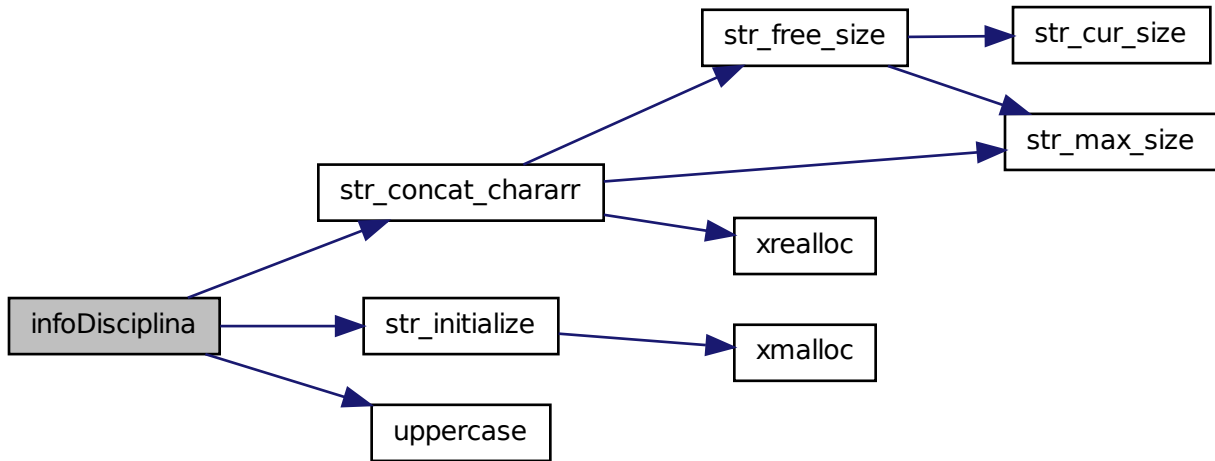 str_free_size
str_cur_size
str_max_size
str_concat_chararr
xrealloc
infoDisciplina
str_initialize
xmalloc
uppercase